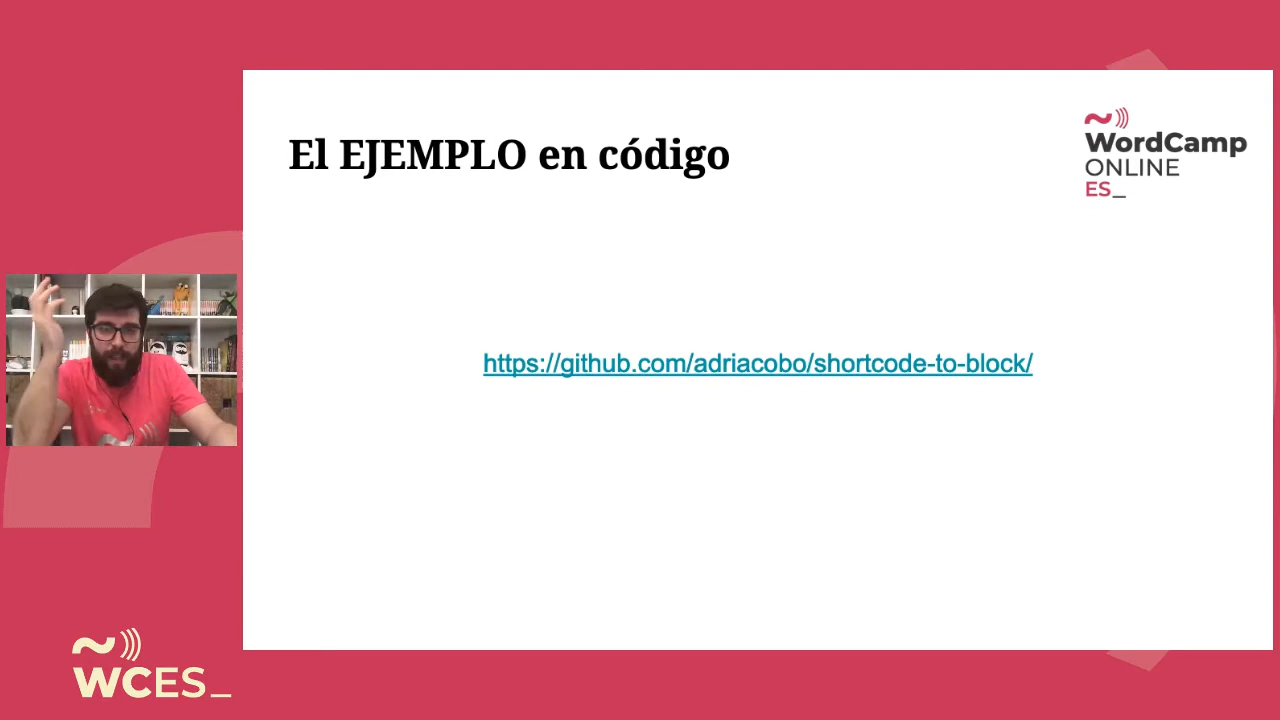 El EJEMPLO en código
WordCamp
ONLINE
ES_
https://github.com/adriacobo/shortcode-to-block/
WCES_